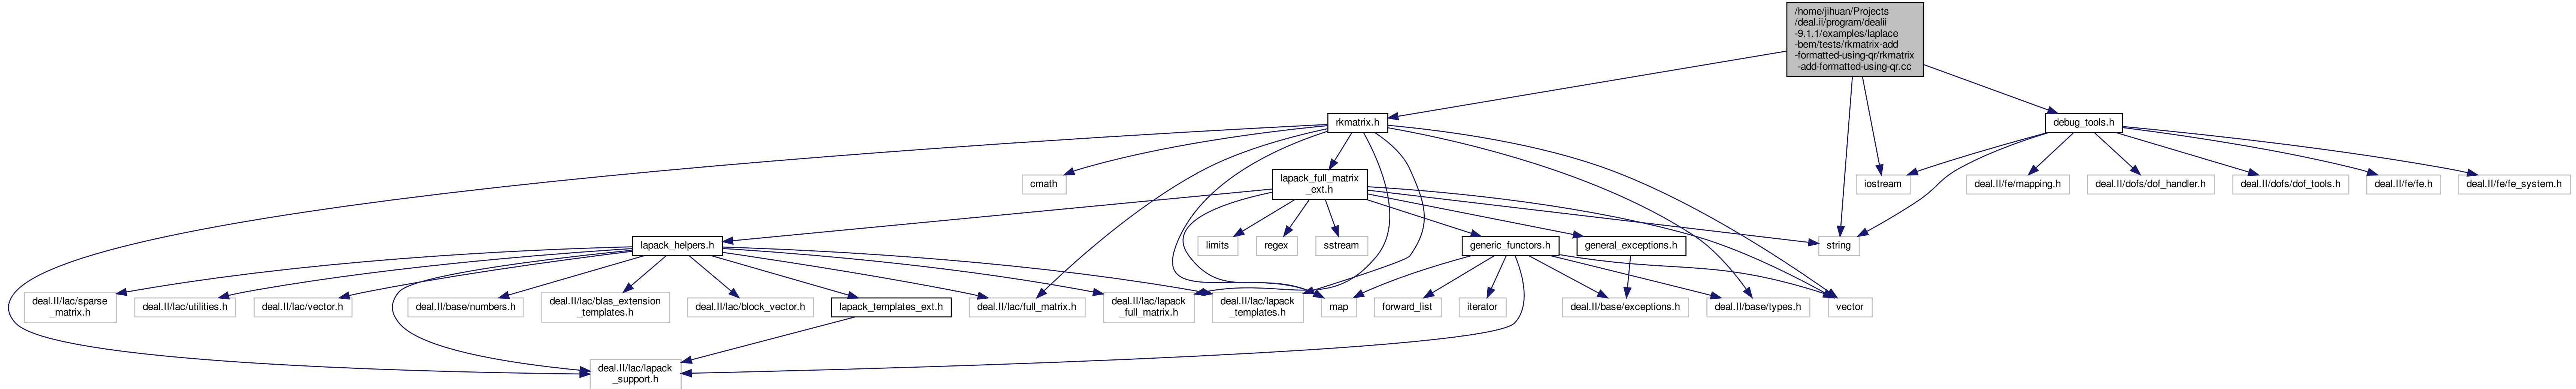 /home/jihuan/Projects
/deal.ii/program/dealii
-9.1.1/examples/laplace
-bem/tests/rkmatrix-add
-formatted-using-qr/rkmatrix
-add-formatted-using-qr.cc
rkmatrix.h
debug_tools.h
cmath
lapack_full_matrix
_ext.h
iostream
deal.II/fe/mapping.h
deal.II/dofs/dof_handler.h
deal.II/dofs/dof_tools.h
deal.II/fe/fe.h
deal.II/fe/fe_system.h
lapack_helpers.h
limits
regex
sstream
generic_functors.h
general_exceptions.h
string
deal.II/lac/sparse
_matrix.h
deal.II/lac/utilities.h
deal.II/lac/vector.h
deal.II/base/numbers.h
deal.II/lac/blas_extension
_templates.h
deal.II/lac/block_vector.h
lapack_templates_ext.h
deal.II/lac/full_matrix.h
deal.II/lac/lapack
_full_matrix.h
deal.II/lac/lapack
_templates.h
map
forward_list
iterator
deal.II/base/exceptions.h
deal.II/base/types.h
vector
deal.II/lac/lapack
_support.h